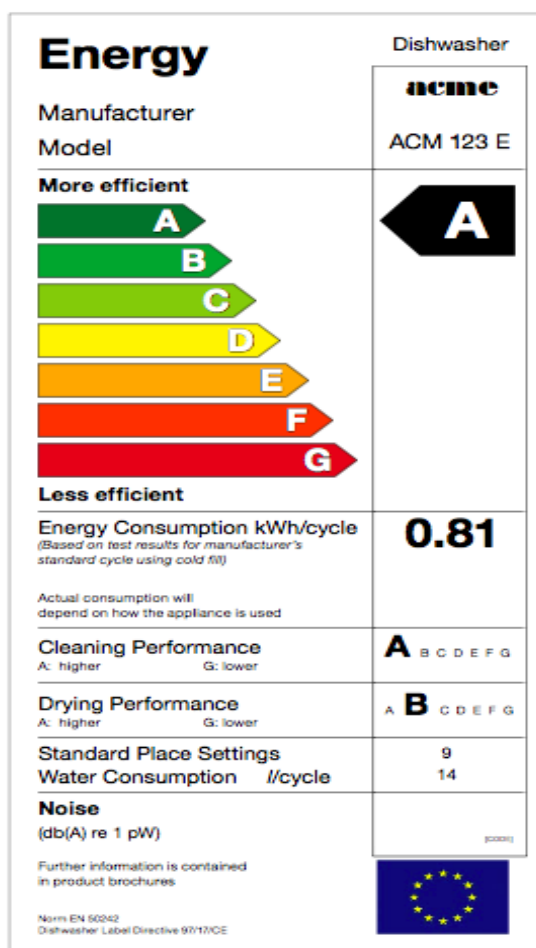 Energy
Dishwasher
Manufacturer
acme
Model
ACM 123 E
More efficient
A
A
B
C
D
E
F
G
Less efficient
Energy Consumption kWh/cycle
0.81
(Based on test results for manufacturer's
standard cycle using cold fill)
Actual consumption will
depend on how the appliance is used
Cleaning Performance
A B C D E F G
A: higher G: lower
Drying Performance
A B C D E F G
A: higher G: lower
Standard Place Settings 9
Water Consumption l/cycle 14
Noise
(db(A) re 1 pW)
[CODE]
Further information is contained
in product brochures
Norm EN 50242
Dishwasher Label Directive 97/17/CE